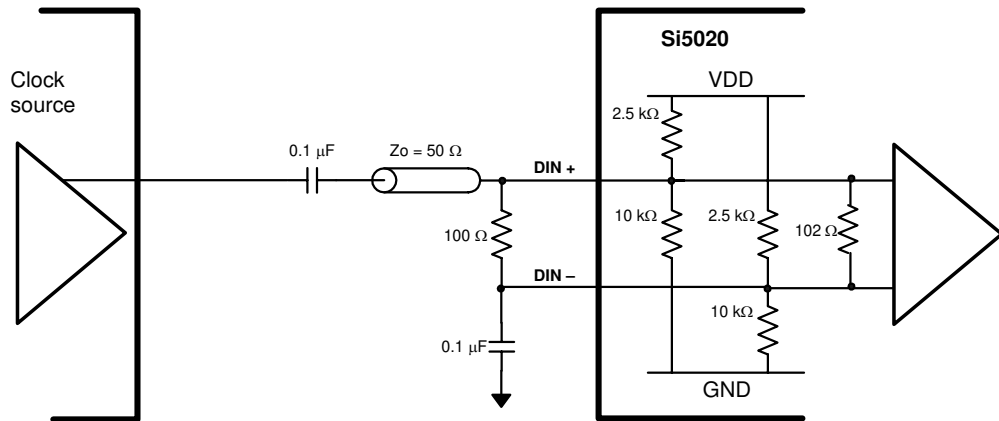 Si5020
Clock
source
VDD
2.5 kΩ
0.1 μF
Zo = 50 Ω
DIN +
100 Ω
10 kΩ
2.5 kΩ
102 Ω
DIN –
10 kΩ
0.1 μF
GND